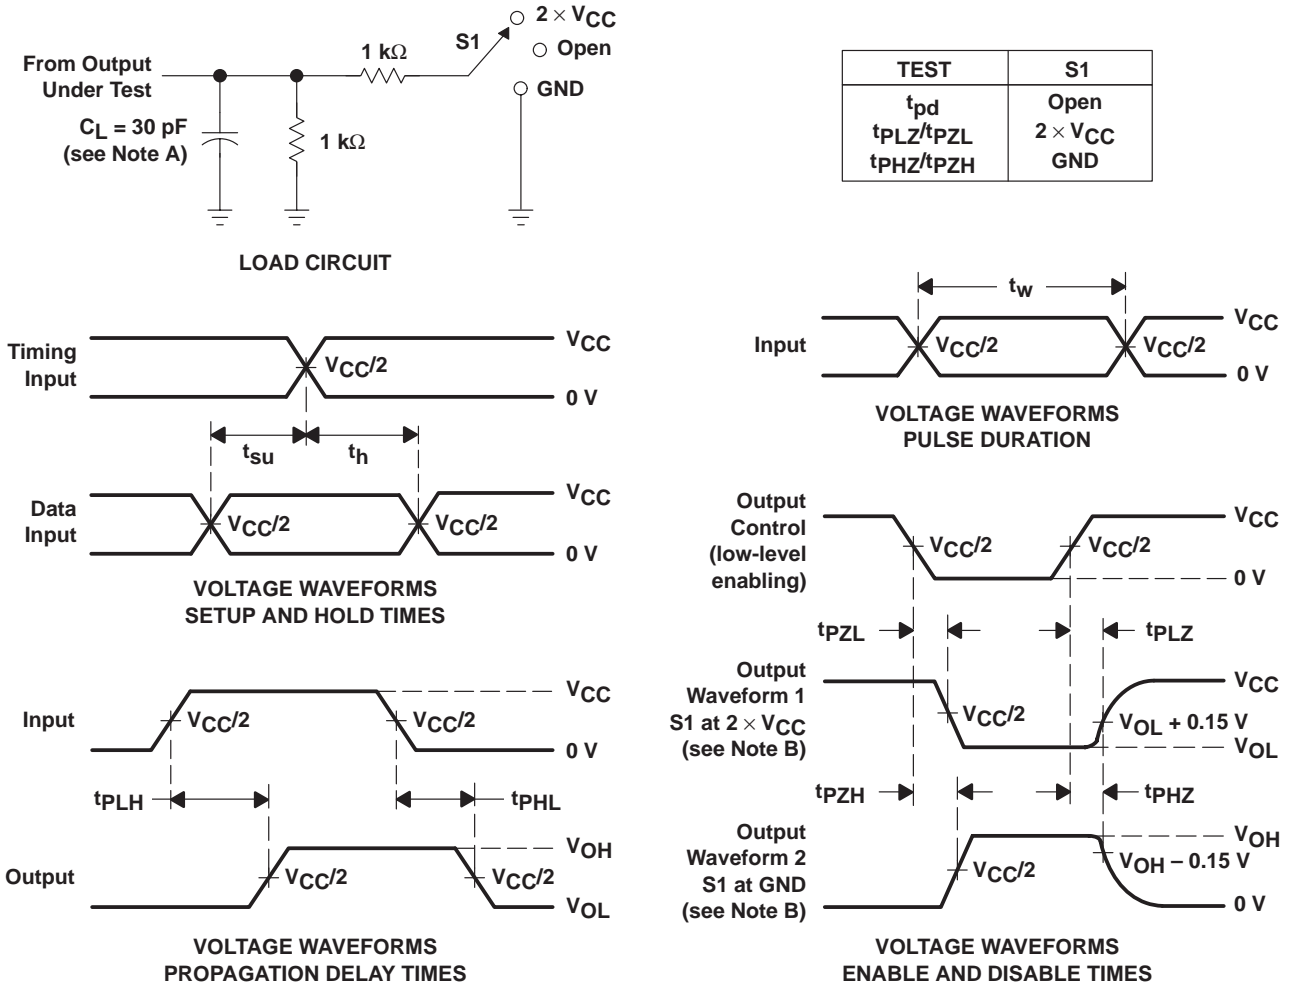 From Output
Under Test
CL = 30 pF
(see Note A)
1 kΩ
1 kΩ
S1
2 × VCC
Open
GND
LOAD CIRCUIT
TEST S1
tpd Open
tPLZ/tPZL 2 × VCC
tPHZ/tPZH GND
Timing
Input
VCC/2
VCC
0 V
tsu
th
Data
Input
VCC/2
VCC/2
VCC
0 V
VOLTAGE WAVEFORMS
SETUP AND HOLD TIMES
tw
Input
VCC/2
VCC/2
VCC
0 V
VOLTAGE WAVEFORMS
PULSE DURATION
Input
VCC/2
VCC/2
VCC
0 V
tPLH
tPHL
Output
VCC/2
VCC/2
VOH
VOL
VOLTAGE WAVEFORMS
PROPAGATION DELAY TIMES
Output
Control
(low-level
enabling)
VCC/2
VCC/2
VCC
0 V
tPZL
tPLZ
Output
Waveform 1
S1 at 2 × VCC
(see Note B)
VCC/2
VCC
VOL + 0.15 V
VOL
tPZH
tPHZ
Output
Waveform 2
S1 at GND
(see Note B)
VCC/2
VOH
VOH – 0.15 V
0 V
VOLTAGE WAVEFORMS
ENABLE AND DISABLE TIMES